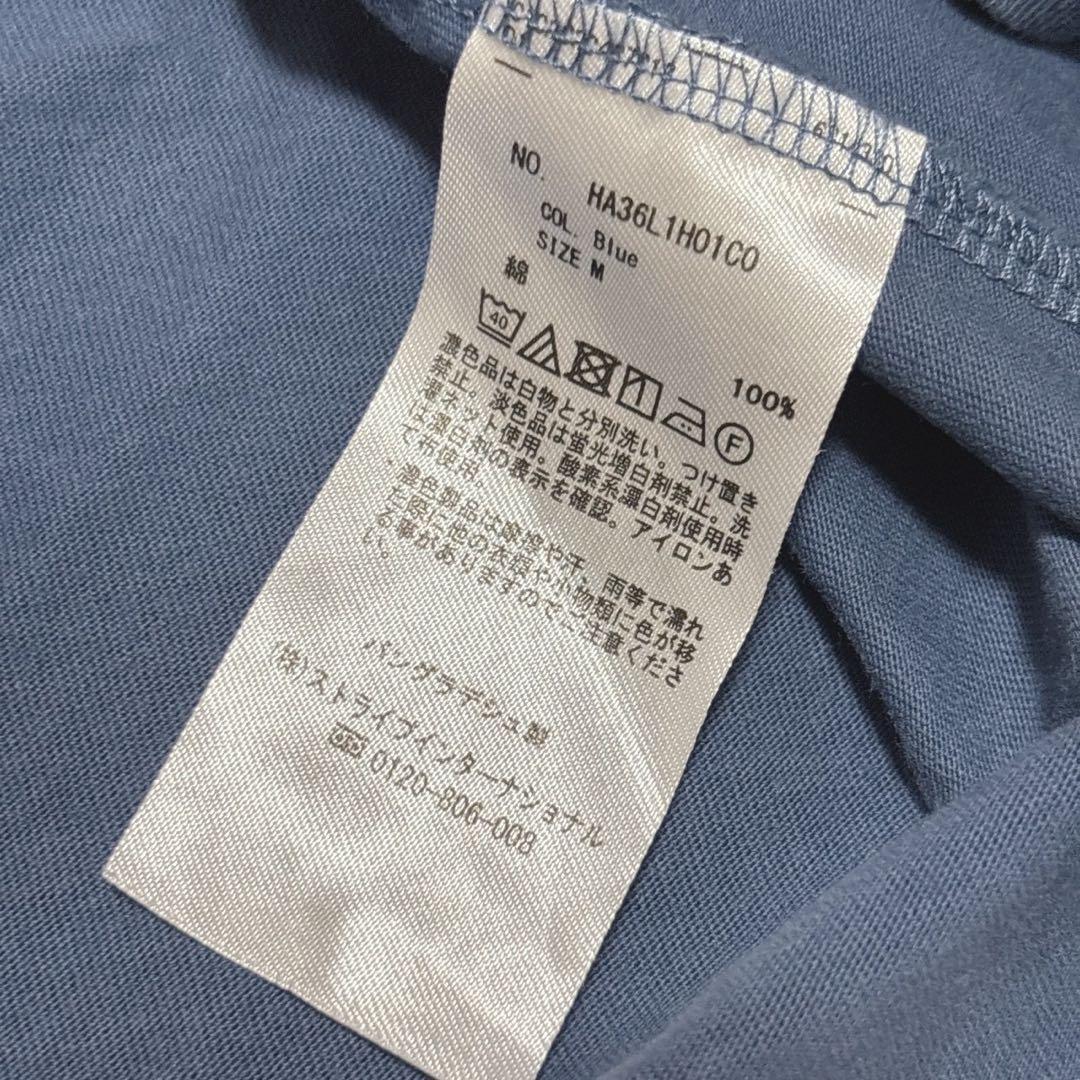 NO. HA36L1H01CO
COL. Blue
SIZE M
綿 100%
40
F
濃色品は白物と分別洗い。つけ置き
禁止。淡色品は蛍光増白剤禁止。洗
濯ネット使用。酸素系漂白剤使用時
は漂白剤の表示を確認。アイロンあ
て布使用。
・濃色製品は摩擦や汗、雨等で濡れ
た時に他の衣類や小物類に色が移
る事がありますのでご注意くださ
い。
バングラデシュ製
(株)ストライプインターナショナル
0120-806-008